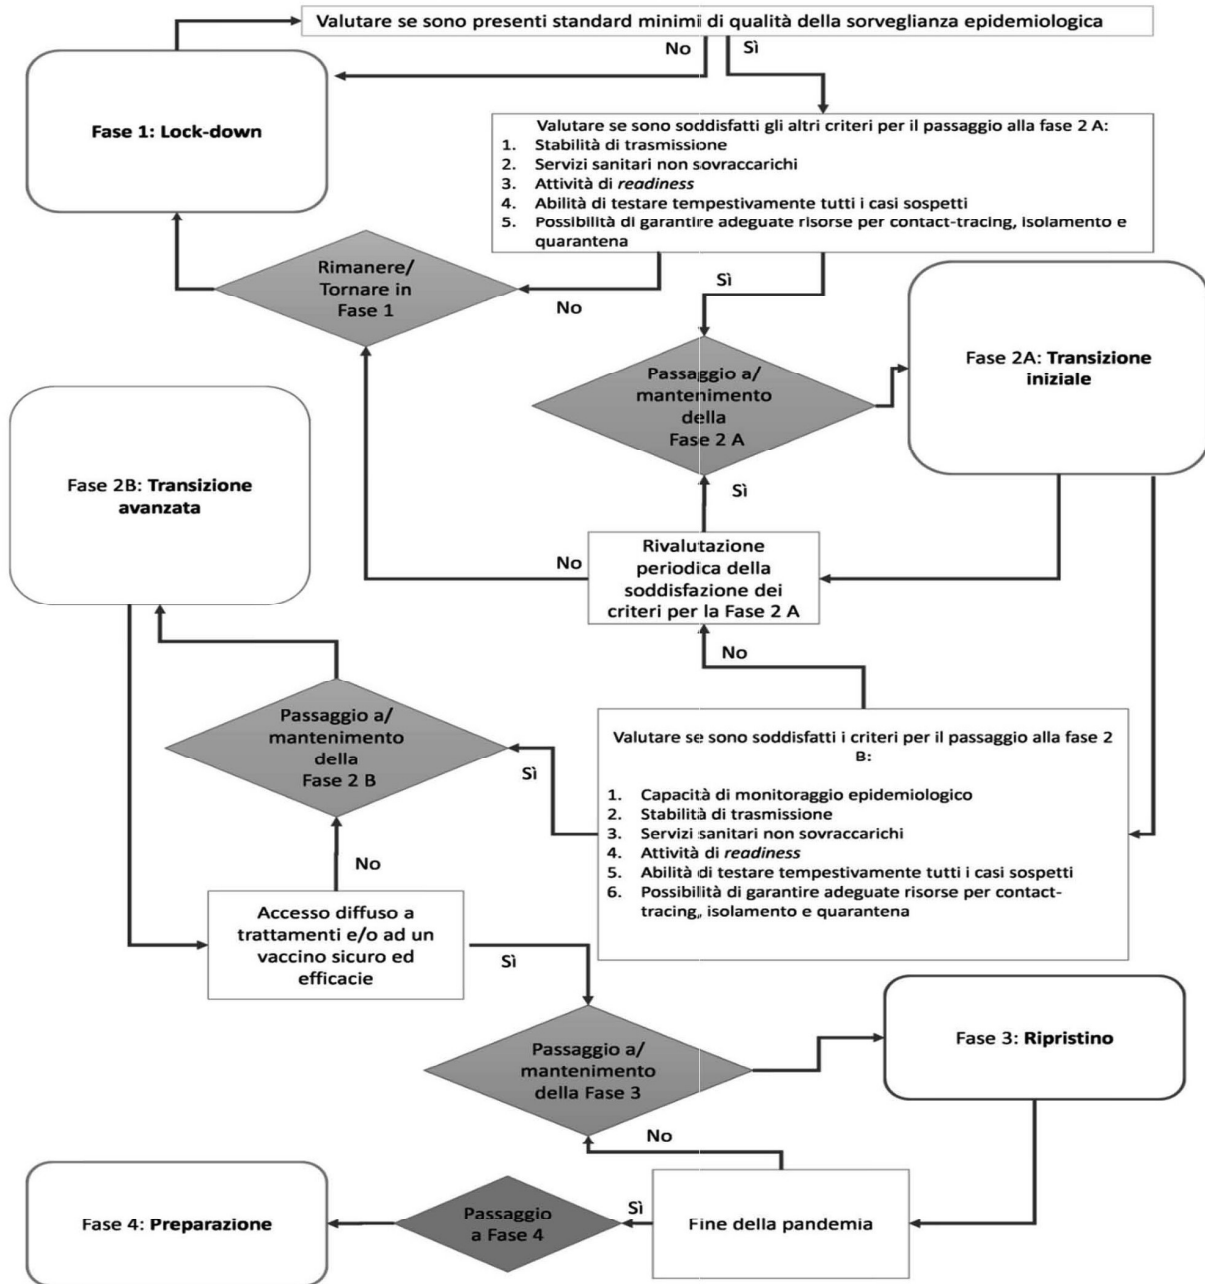 Valutare se sono presenti standard minimi di qualità della sorveglianza epidemiologica
No
Sì
Fase 1: Lock-down
Valutare se sono soddisfatti gli altri criteri per il passaggio alla fase 2 A:
1. Stabilità di trasmissione
2. Servizi sanitari non sovraccarichi
3. Attività di readiness
4. Abilità di testare tempestivamente tutti i casi sospetti
5. Possibilità di garantire adeguate risorse per contact-tracing, isolamento e
quarantena
Rimanere/
Tornare in
Fase 1
No
Sì
Passaggio a/
mantenimento
della
Fase 2 A
Fase 2A: Transizione
iniziale
Fase 2B: Transizione
avanzata
Sì
No
Rivalutazione
periodica della
soddisfazione dei
criteri per la Fase 2 A
No
Passaggio a/
mantenimento
della
Fase 2 B
Sì
Valutare se sono soddisfatti i criteri per il passaggio alla fase 2
B:
1. Capacità di monitoraggio epidemiologico
2. Stabilità di trasmissione
3. Servizi sanitari non sovraccarichi
4. Attività di readiness
5. Abilità di testare tempestivamente tutti i casi sospetti
6. Possibilità di garantire adeguate risorse per contact-
tracing, isolamento e quarantena
No
Accesso diffuso a
trattamenti e/o ad un
vaccino sicuro ed
efficacie
Sì
Passaggio a/
mantenimento
della Fase 3
Fase 3: Ripristino
No
Fase 4: Preparazione
Passaggio
a Fase 4
Sì
Fine della pandemia